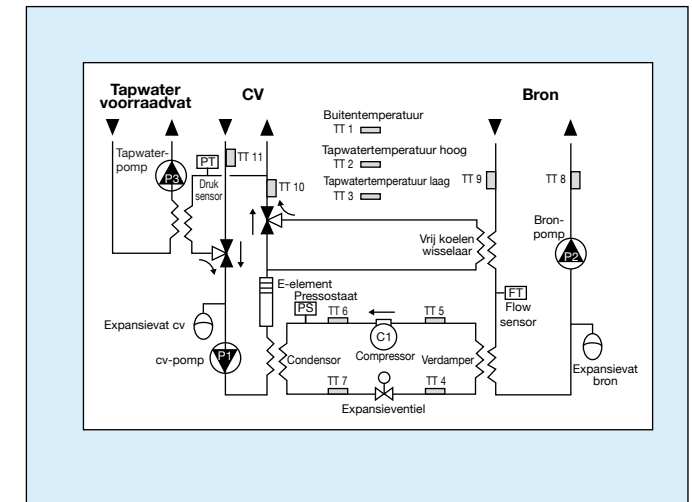 Tapwater
voorraadvat
CV
Bron
Buitentemperatuur
TT 1
Tapwatertemperatuur hoog
TT 2
Tapwatertemperatuur laag
TT 3
Tapwater-
pomp
P3
PT
Druk
sensor
TT 11
TT 10
TT 9
TT 8
Vrij koelen
wisselaar
Bron-
pomp
P2
FT
Flow
sensor
E-element
Pressostaat
PS
TT 6
TT 5
Expansievat cv
C1
Compressor
cv-pomp
P1
Condensor
Verdamper
Expansievat
bron
TT 7
TT 4
Expansieventiel